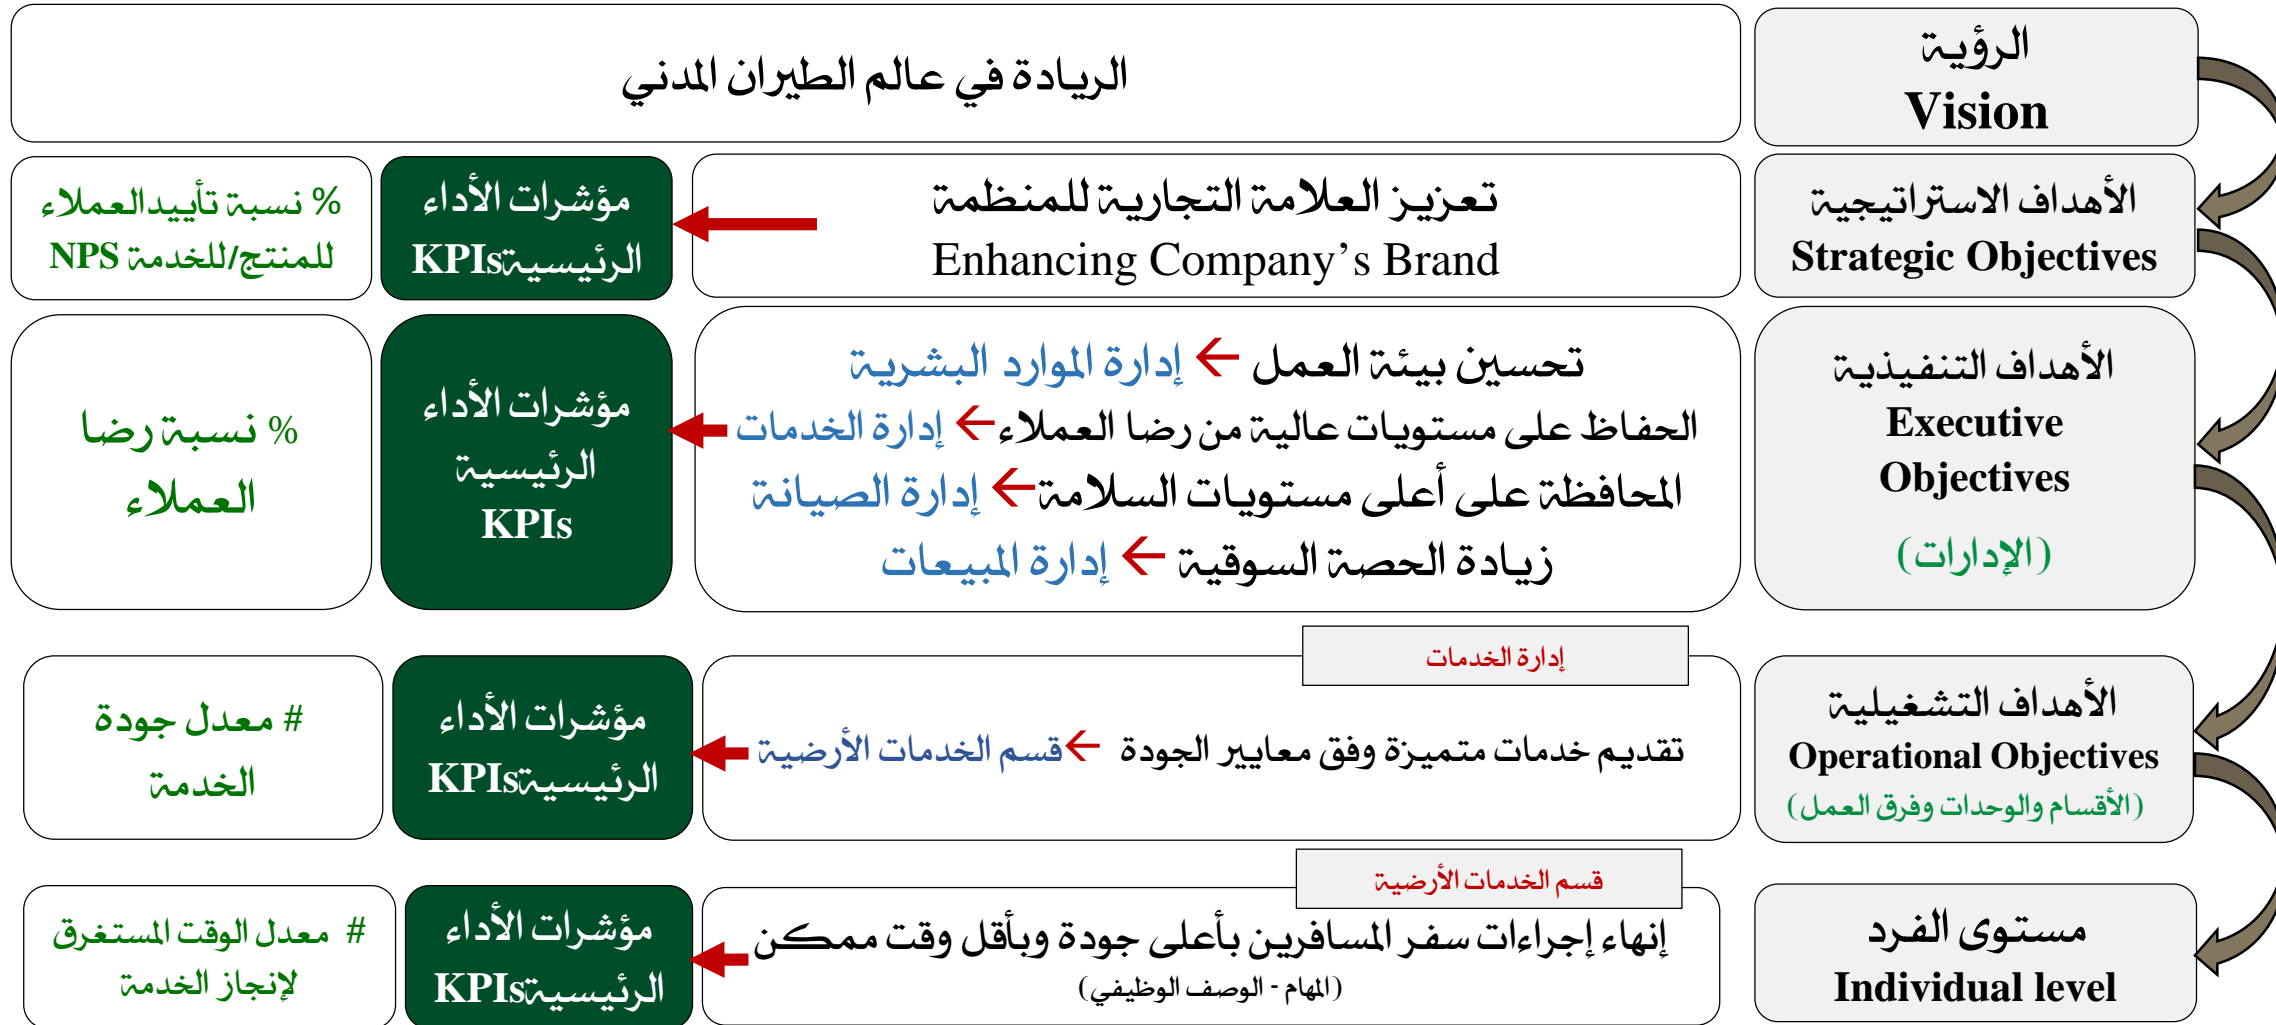 الرؤية
Vision
الريادة في عالم الطيران المدني
الأهداف الاستراتيجية
Strategic Objectives
تعزيز العلامة التجارية للمنظمة
Enhancing Company’s Brand
مؤشرات الأداء
الرئيسيةKPIs
% نسبة تأييدالعملاء
للمنتج/للخدمة NPS
الأهداف التنفيذية
Executive
Objectives
(الإدارات)
تحسين بيئة العمل ← إدارة الموارد البشرية
الحفاظ على مستويات عالية من رضا العملاء← إدارة الخدمات
المحافظة على أعلى مستويات السلامة← إدارة الصيانة
زيادة الحصة السوقية ← إدارة المبيعات
مؤشرات الأداء
الرئيسية
KPIs
% نسبة رضا
العملاء
إدارة الخدمات
الأهداف التشغيلية
Operational Objectives
(الأقسام والوحدات وفرق العمل)
تقديم خدمات متميزة وفق معايير الجودة ←قسم الخدمات الأرضية
مؤشرات الأداء
الرئيسيةKPIs
# معدل جودة
الخدمة
قسم الخدمات الأرضية
مستوى الفرد
Individual level
إنهاء إجراءات سفر المسافرين بأعلى جودة وبأقل وقت ممكن
(المهام - الوصف الوظيفي)
مؤشرات الأداء
الرئيسيةKPIs
# معدل الوقت المستغرق
لإنجاز الخدمة